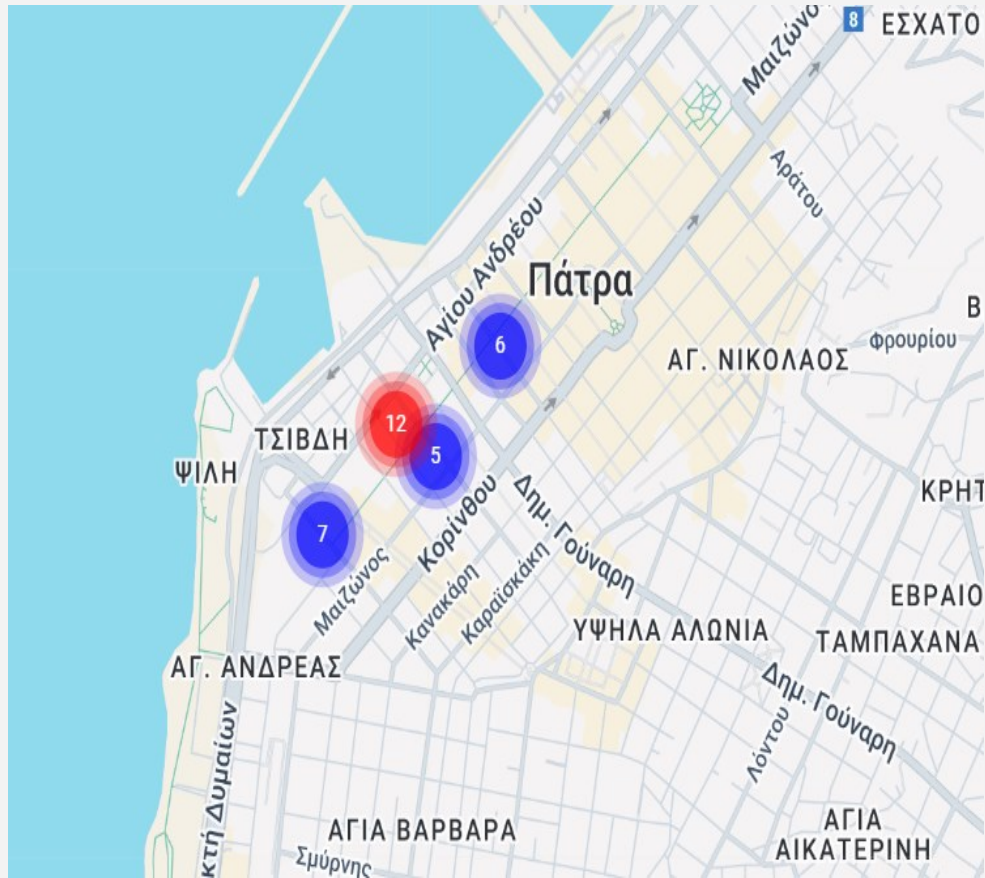 Μαιζώνο
8
ΕΣΧΑΤΟ
Αράτου
Αγίου Ανδρέου
Πάτρα
Β
Φρουρίου
6
ΑΓ. ΝΙΚΟΛΑΟΣ
12
ΤΣΙΒΔΗ
5
ΨΙΛΗ
ΚΡΗΤ
7
Κορίνθου
Δημ. Γούναρη
Μαιζώνος
Κανακάρη
Καραϊσκάκη
ΕΒΡΑΙΟ
ΥΨΗΛΑ ΑΛΩΝΙΑ
ΤΑΜΠΑΧΑΝΑ
ΑΓ. ΑΝΔΡΕΑΣ
Δημ. Γούναρη
Λόντου
κτή Δυμαίων
ΑΓΙΑ ΒΑΡΒΑΡΑ
ΑΓΙΑ
ΑΙΚΑΤΕΡΙΝΗ
Σμύρνης